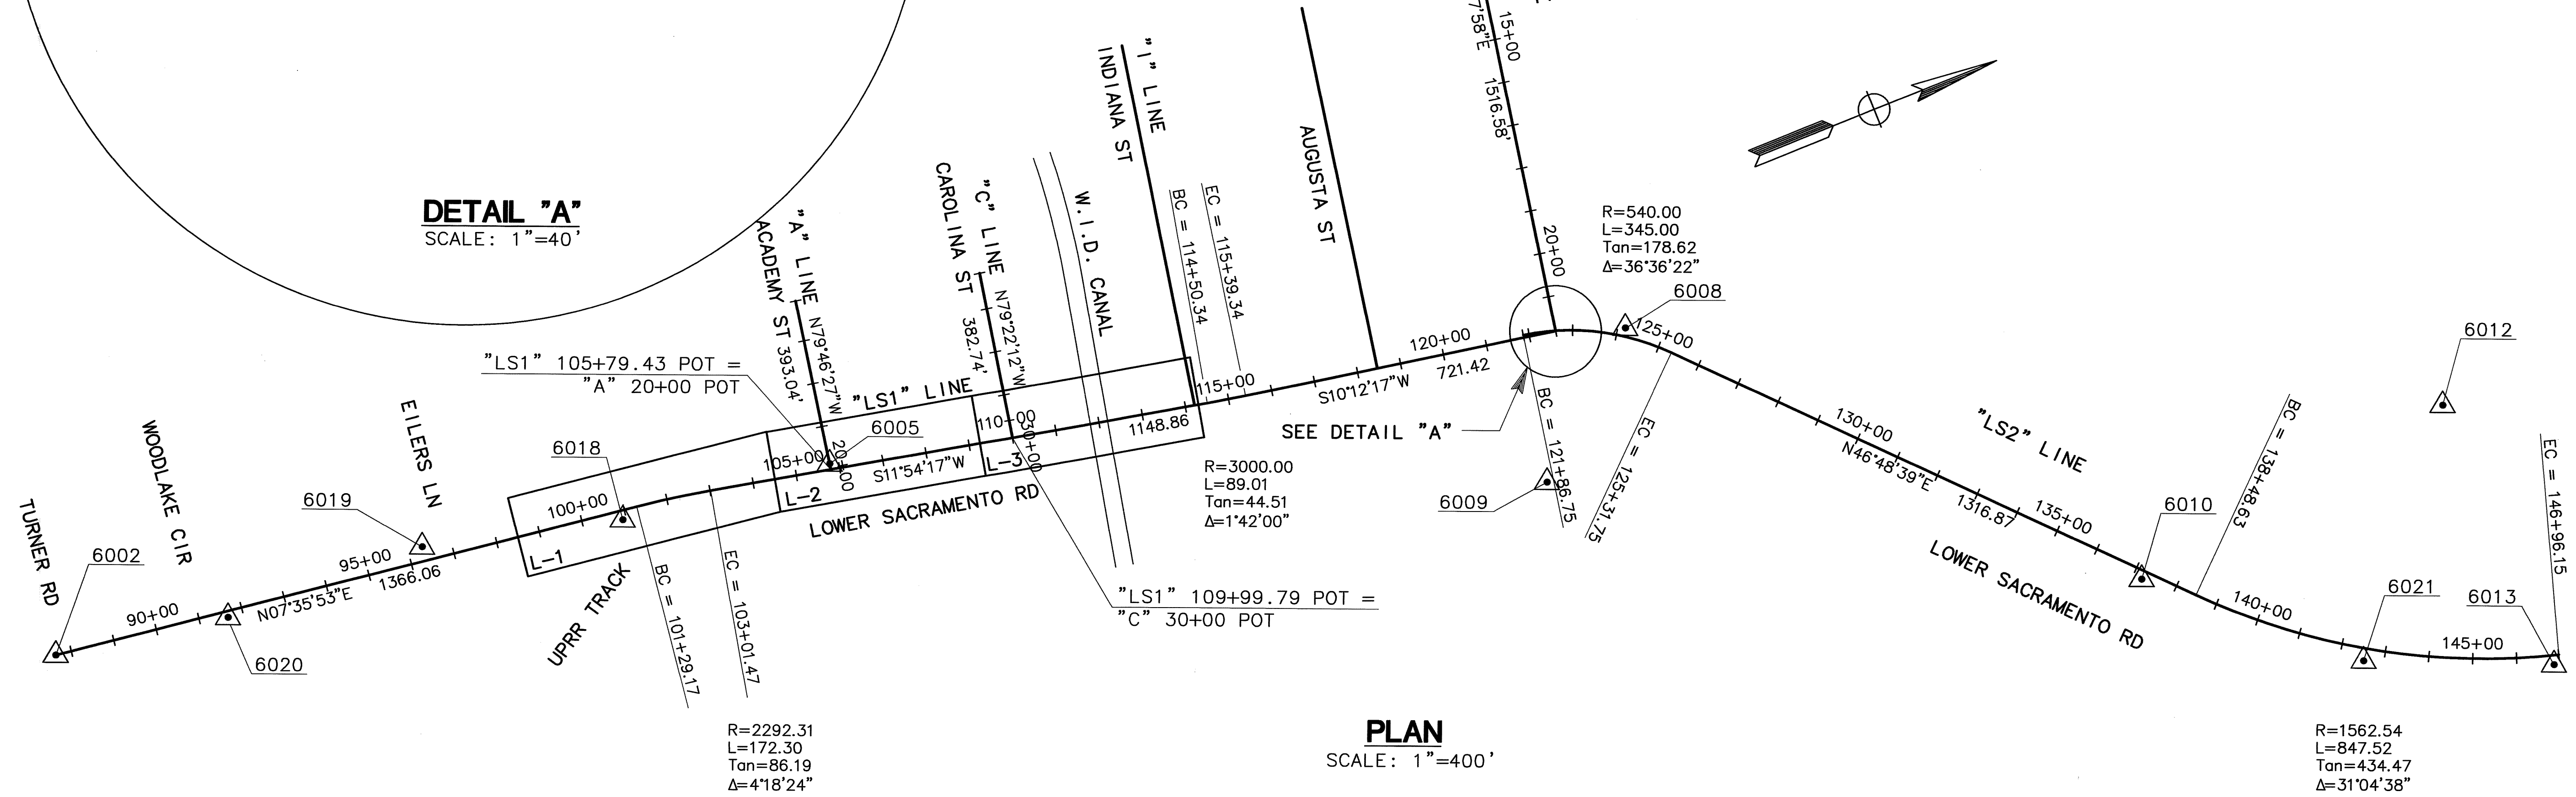 DETAIL "A"
SCALE: 1"=40'
TURNER RD
6002
WOODLAKE CIR
90+00
6020
N07°35'53"E
6019
95+00
1366.06
EILERS LN
L-1
100+00
6018
UPRR TRACK
BC = 101+29.17
EC = 103+01.47
R=2292.31
L=172.30
Tan=86.19
Δ=4°18'24"
"LS1" 105+79.43 POT =
"A" 20+00 POT
"A" LINE
ACADEMY ST
N79°46'27"W
393.04'
105+00
20+00
6005
L-2
"LS1" LINE
S11°54'17"W
LOWER SACRAMENTO RD
"C" LINE
CAROLINA ST
N79°22'12"W
382.74'
110+00
30+00
L-3
W.I.D. CANAL
1148.86
"LS1" 109+99.79 POT =
"C" 30+00 POT
"I" LINE
INDIANA ST
BC = 114+50.34
EC = 115+39.34
115+00
R=3000.00
L=89.01
Tan=44.51
Δ=1°42'00"
AUGUSTA ST
S10°12'17"W
120+00
721.42
SEE DETAIL "A"
7'58"E
15+00
1516.58'
20+00
R=540.00
L=345.00
Tan=178.62
Δ=36°36'22"
6008
125+00
6009
BC = 121+86.75
EC = 125+31.75
130+00
"LS2" LINE
N46°48'39"E
1316.87
135+00
LOWER SACRAMENTO RD
6010
BC = 138+48.63
6012
140+00
6021
145+00
6013
EC = 146+96.15
R=1562.54
L=847.52
Tan=434.47
Δ=31°04'38"
PLAN
SCALE: 1"=400'